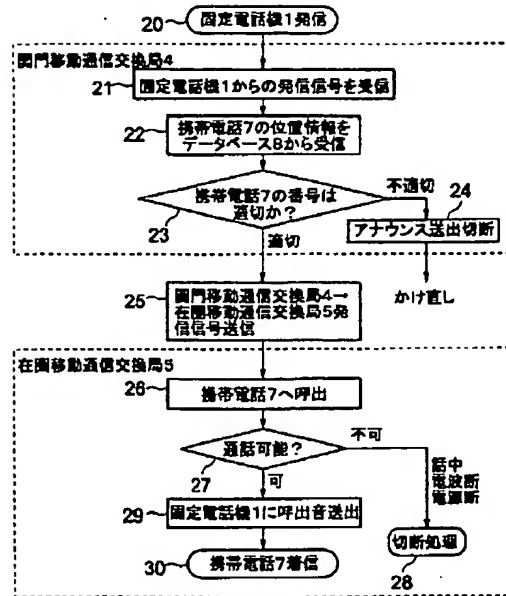 20
固定電話機1発信
関門移動通信交換局4
21
固定電話機1からの発信信号を受信
22
携帯電話7の位置情報を
データベース8から受信
携帯電話7の番号は
適切か?
23
不適切
24
アナウンス送出切断
適切
かけ直し
25
関門移動通信交換局4→
在圏移動通信交換局5発
信信号送信
在圏移動通信交換局5
26
携帯電話7へ呼出
通話可能?
27
不可
話中
電波断
電源断
可
29
固定電話機1に呼出音送出
切断処理
28
30
携帯電話7着信